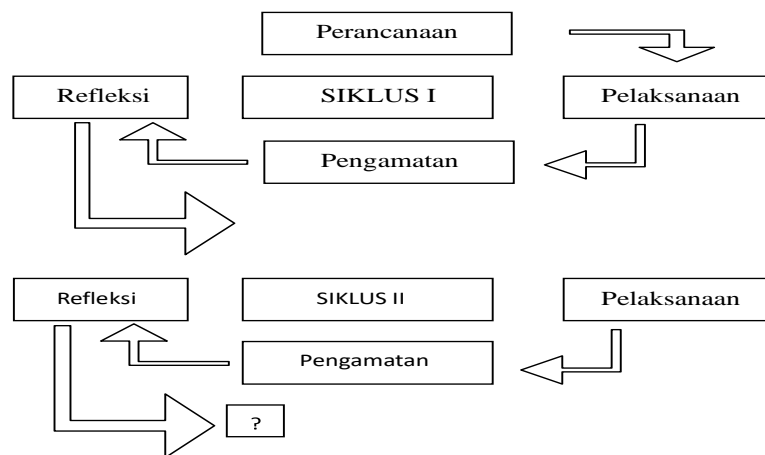 Perancanaan
Refleksi
SIKLUS I
Pelaksanaan
Pengamatan
Refleksi
SIKLUS II
Pelaksanaan
Pengamatan
?